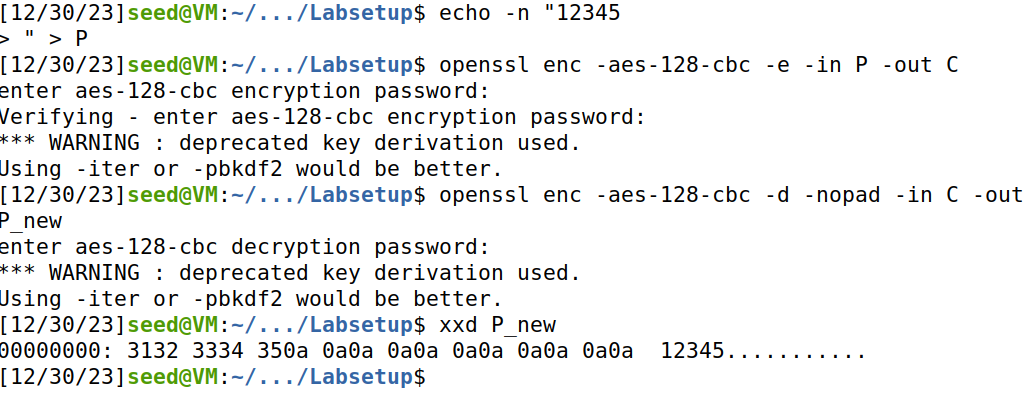 [12/30/23]seed@VM:~/.../Labsetup$ echo -n "12345
> " > P
[12/30/23]seed@VM:~/.../Labsetup$ openssl enc -aes-128-cbc -e -in P -out C
enter aes-128-cbc encryption password:
Verifying - enter aes-128-cbc encryption password:
*** WARNING : deprecated key derivation used.
Using -iter or -pbkdf2 would be better.
[12/30/23]seed@VM:~/.../Labsetup$ openssl enc -aes-128-cbc -d -nopad -in C -out
P_new
enter aes-128-cbc decryption password:
*** WARNING : deprecated key derivation used.
Using -iter or -pbkdf2 would be better.
[12/30/23]seed@VM:~/.../Labsetup$ xxd P_new
00000000: 3132 3334 350a 0a0a 0a0a 0a0a 0a0a 0a0a  12345...........
[12/30/23]seed@VM:~/.../Labsetup$